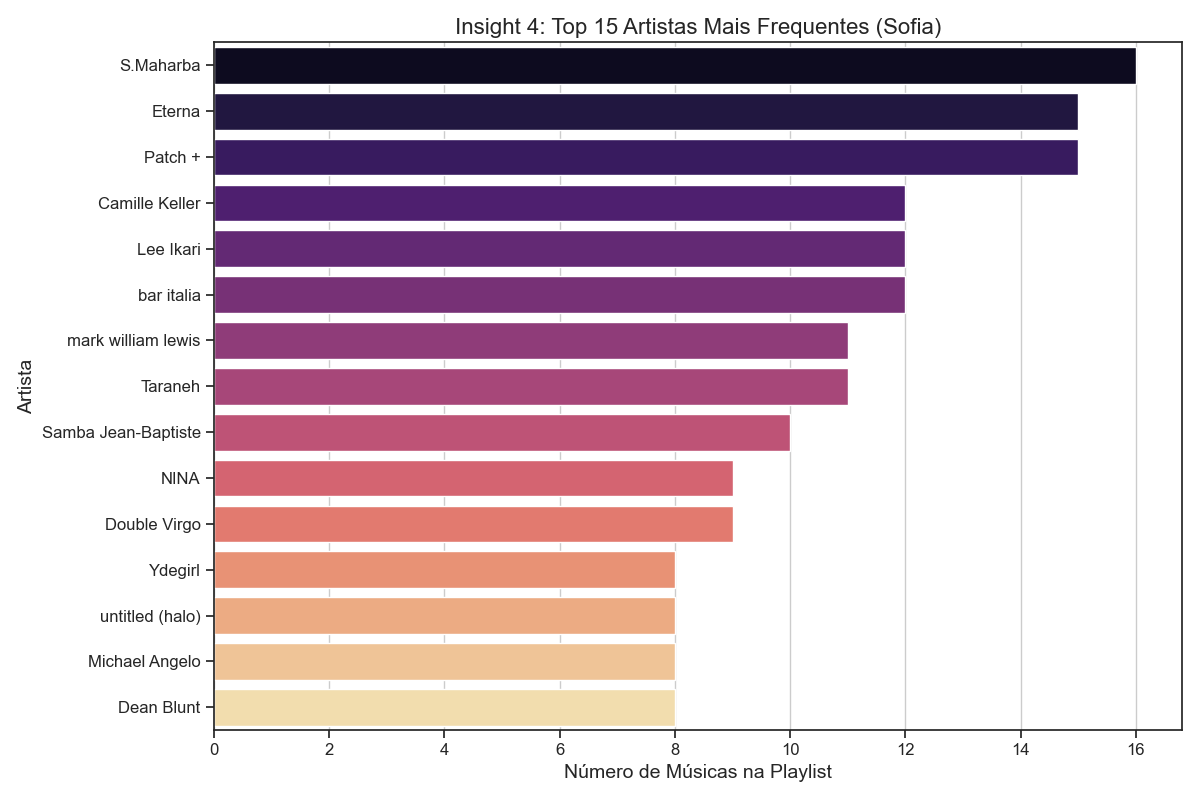 Insight 4: Top 15 Artistas Mais Frequentes (Sofia)
S.Maharba
Eterna
Patch +
Camille Keller
Lee Ikari
bar italia
mark william lewis
Taraneh
Samba Jean-Baptiste
NINA
Double Virgo
Ydegirl
untitled (halo)
Michael Angelo
Dean Blunt
Artista
0 2 4 6 8 10 12 14 16
Número de Músicas na Playlist